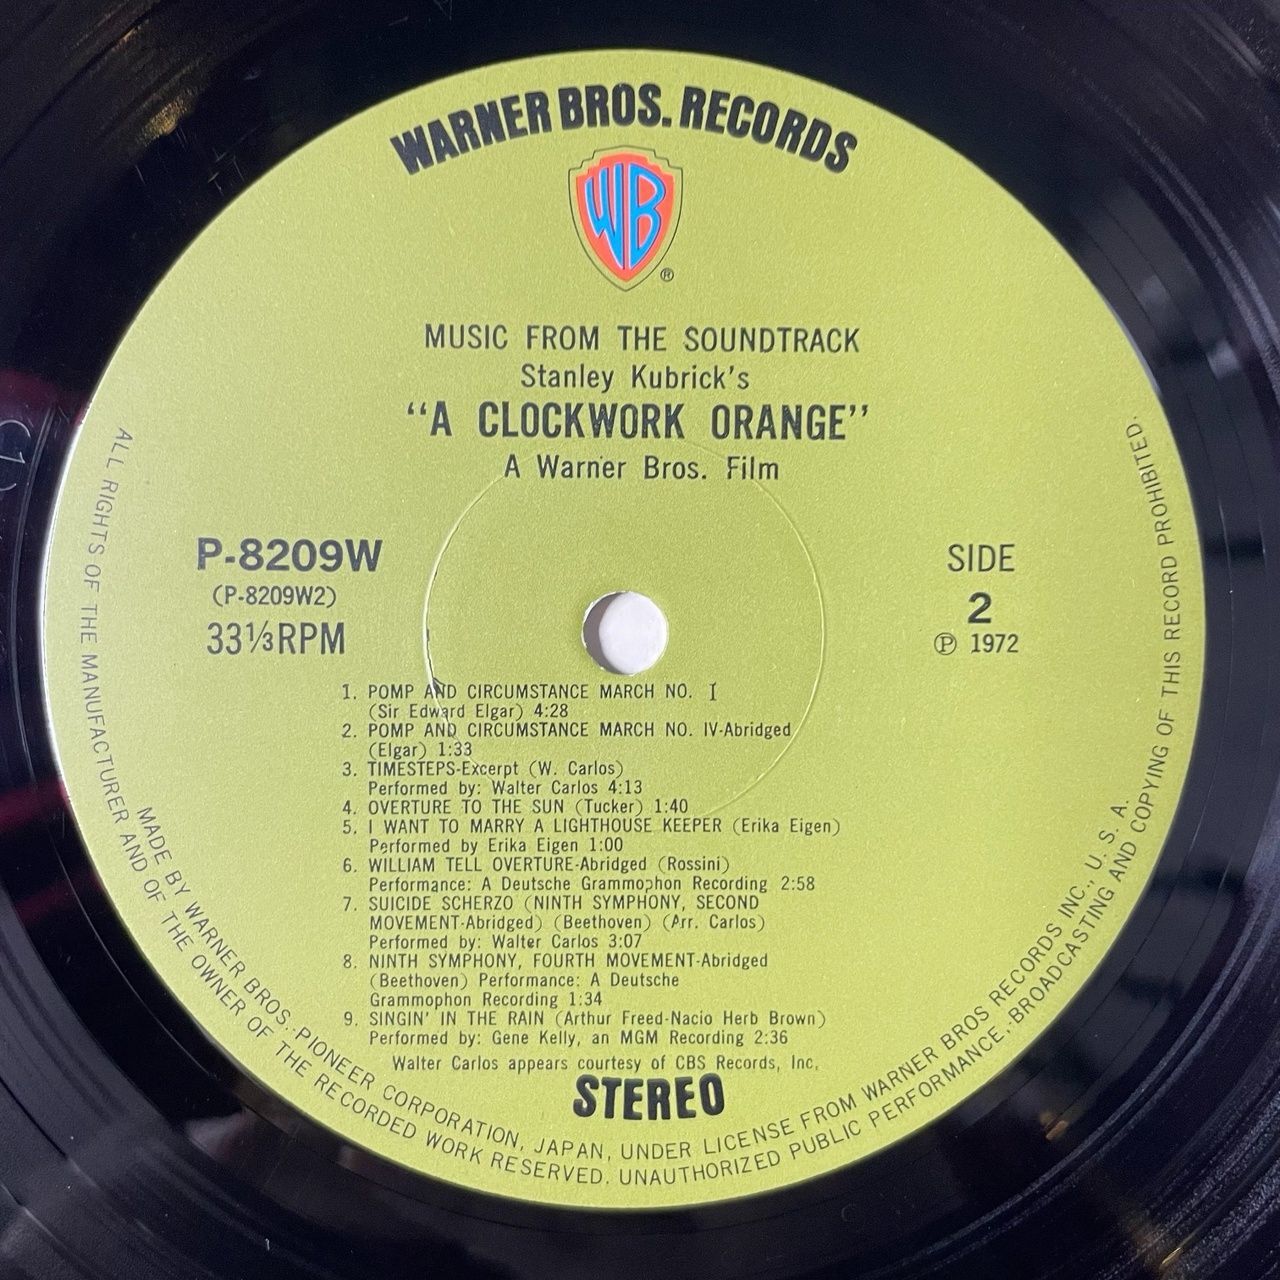 WARNER BROS. RECORDS
WB
®
MUSIC FROM THE SOUNDTRACK
Stanley Kubrick's
"A CLOCKWORK ORANGE"
A Warner Bros. Film
P-8209W
(P-8209W2)
33⅓RPM
SIDE
2
Ⓟ 1972
1. POMP AND CIRCUMSTANCE MARCH NO. I
(Sir Edward Elgar) 4:28
2. POMP AND CIRCUMSTANCE MARCH NO. IV-Abridged
(Elgar) 1:33
3. TIMESTEPS-Excerpt (W. Carlos)
Performed by: Walter Carlos 4:13
4. OVERTURE TO THE SUN (Tucker) 1:40
5. I WANT TO MARRY A LIGHTHOUSE KEEPER (Erika Eigen)
Performed by Erika Eigen 1:00
6. WILLIAM TELL OVERTURE-Abridged (Rossini)
Performance: A Deutsche Grammophon Recording 2:58
7. SUICIDE SCHERZO (NINTH SYMPHONY, SECOND
MOVEMENT-Abridged) (Beethoven) (Arr. Carlos)
Performed by: Walter Carlos 3:07
8. NINTH SYMPHONY, FOURTH MOVEMENT-Abridged
(Beethoven) Performance: A Deutsche
Grammophon Recording 1:34
9. SINGIN' IN THE RAIN (Arthur Freed-Nacio Herb Brown)
Performed by: Gene Kelly, an MGM Recording 2:36
Walter Carlos appears courtesy of CBS Records, Inc.
STEREO
MADE BY WARNER BROS. PIONEER CORPORATION, JAPAN, UNDER LICENSE FROM WARNER BROS RECORDS INC., U. S. A.
ALL RIGHTS OF THE MANUFACTURER AND OF THE OWNER OF THE RECORDED WORK RESERVED. UNAUTHORIZED PUBLIC PERFORMANCE, BROADCASTING AND COPYING OF THIS RECORD PROHIBITED.